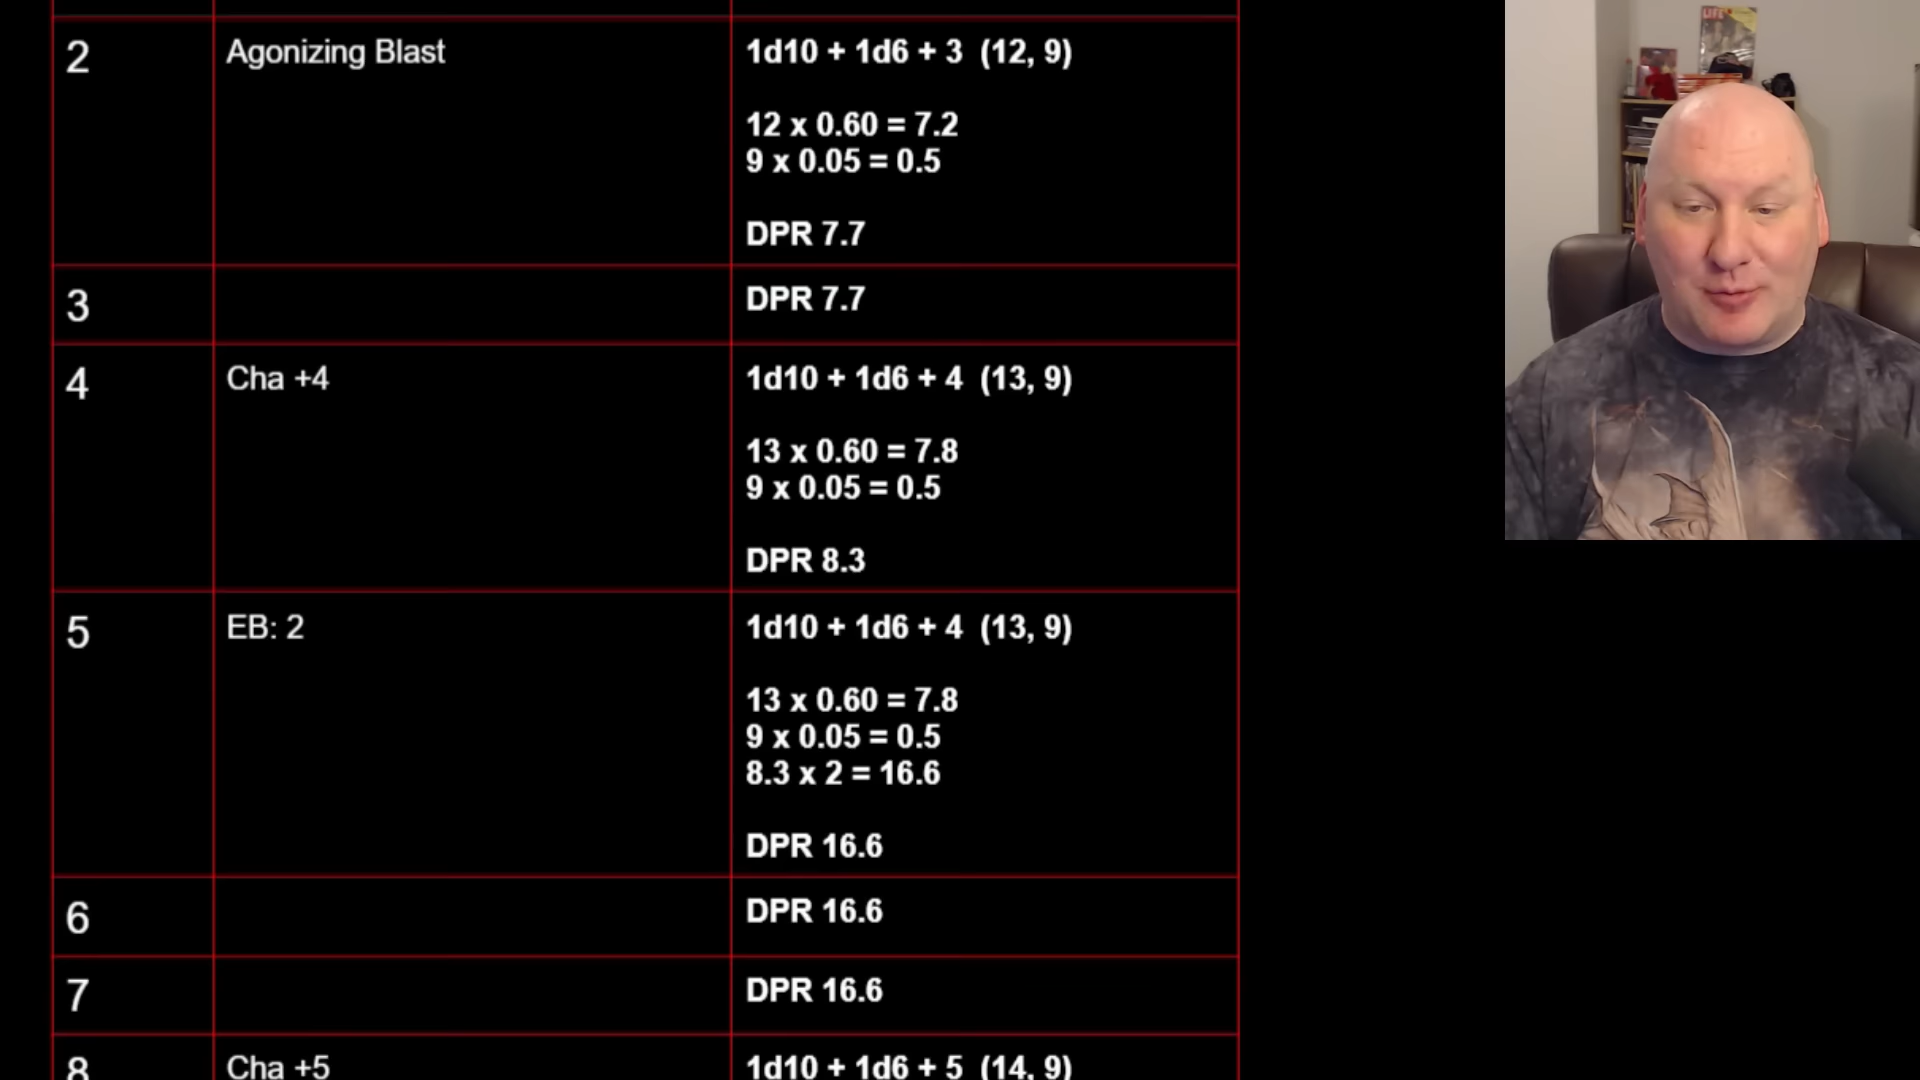 2 Agonizing Blast 1d10 + 1d6 + 3 (12, 9)
12 x 0.60 = 7.2
9 x 0.05 = 0.5
DPR 7.7
3 DPR 7.7
4 Cha +4 1d10 + 1d6 + 4 (13, 9)
13 x 0.60 = 7.8
9 x 0.05 = 0.5
DPR 8.3
5 EB: 2 1d10 + 1d6 + 4 (13, 9)
13 x 0.60 = 7.8
9 x 0.05 = 0.5
8.3 x 2 = 16.6
DPR 16.6
6 DPR 16.6
7 DPR 16.6
8 Cha +5 1d10 + 1d6 + 5 (14, 9)
LIFE